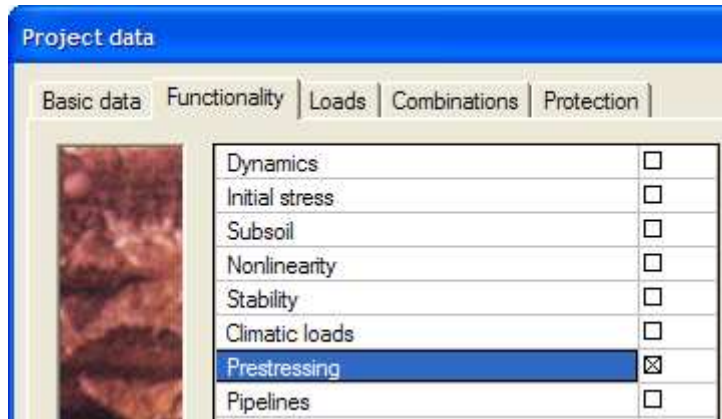 Project data
Basic data Functionality Loads Combinations Protection
Dynamics
Initial stress
Subsoil
Nonlinearity
Stability
Climatic loads
Prestressing
Pipelines